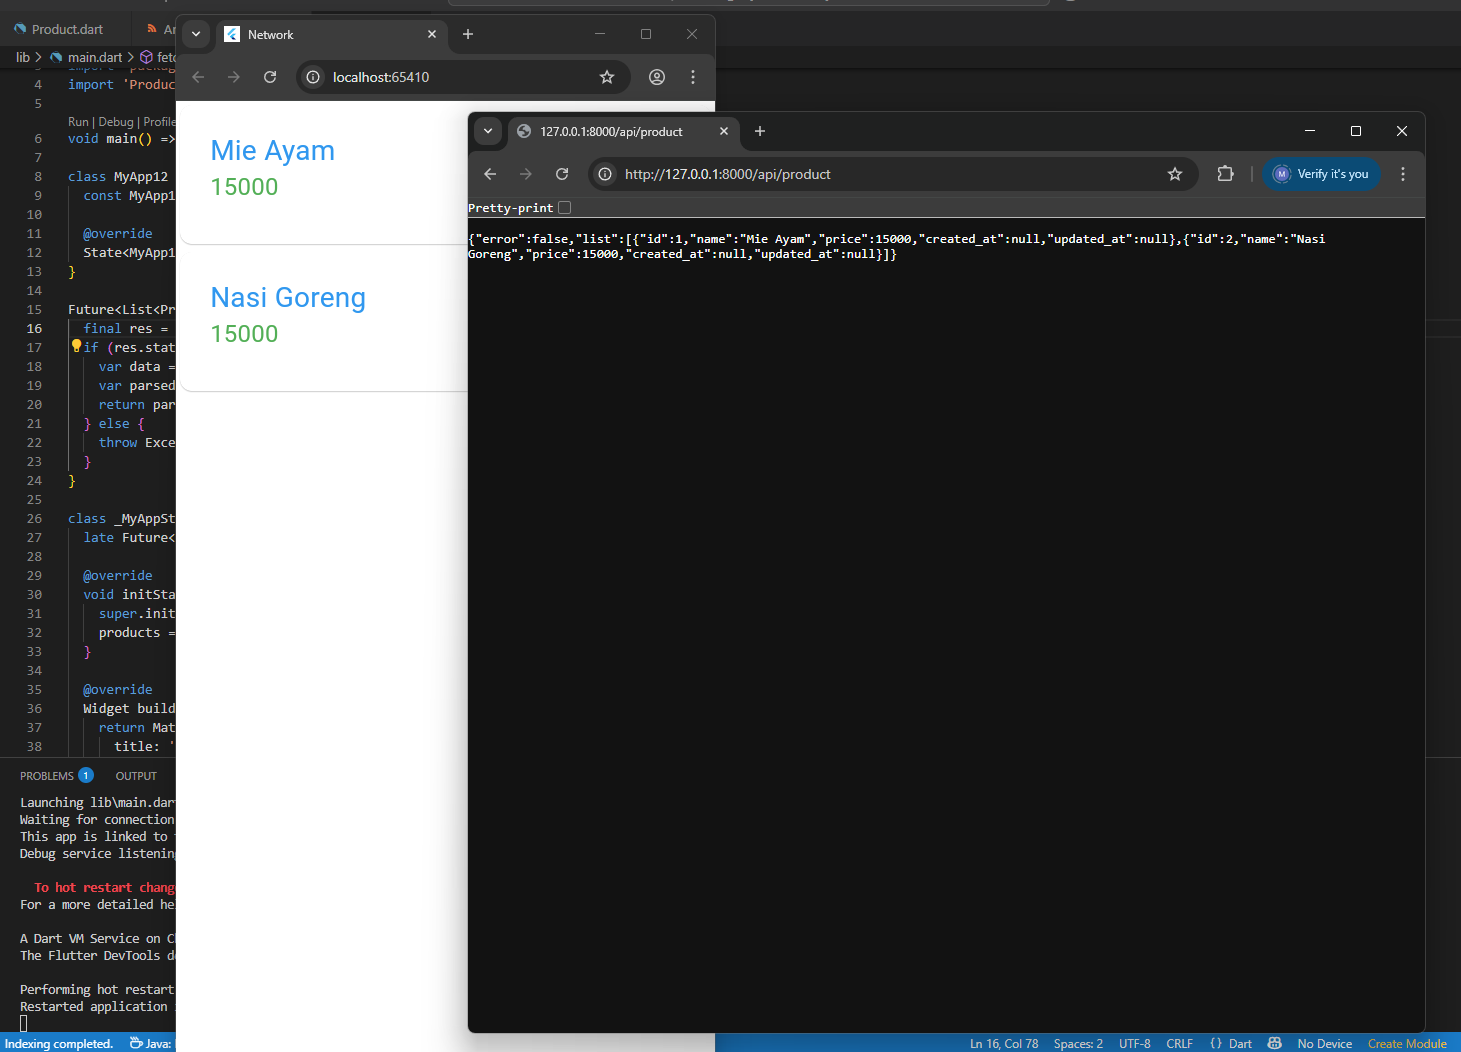 Product.dart
Ar
lib > main.dart > fetc
4 import 'Produc
5
Run | Debug | Profile
6 void main() =>
7
8 class MyApp12
9 const MyApp1
10
11 @override
12 State<MyApp1
13 }
14
15 Future<List<Pr
16 final res =
17 if (res.stat
18 var data =
19 var parsed
20 return par
21 } else {
22 throw Exce
23 }
24 }
25
26 class _MyAppSt
27 late Future<
28
29 @override
30 void initSta
31 super.init
32 products =
33 }
34
35 @override
36 Widget build
37 return Mat
38 title: '
PROBLEMS 1 OUTPUT
Launching lib\main.dar
Waiting for connection
This app is linked to
Debug service listening
To hot restart chang
For a more detailed he
A Dart VM Service on C
The Flutter DevTools d
Performing hot restart
Restarted application
Network
localhost:65410
Mie Ayam
15000
Nasi Goreng
15000
127.0.0.1:8000/api/product
http://127.0.0.1:8000/api/product
M Verify it's you
Pretty-print
{"error":false,"list":[{"id":1,"name":"Mie Ayam","price":15000,"created_at":null,"updated_at":null},{"id":2,"name":"Nasi
Goreng","price":15000,"created_at":null,"updated_at":null}]}
Indexing completed. Java: Ln 16, Col 78 Spaces: 2 UTF-8 CRLF {} Dart No Device Create Module